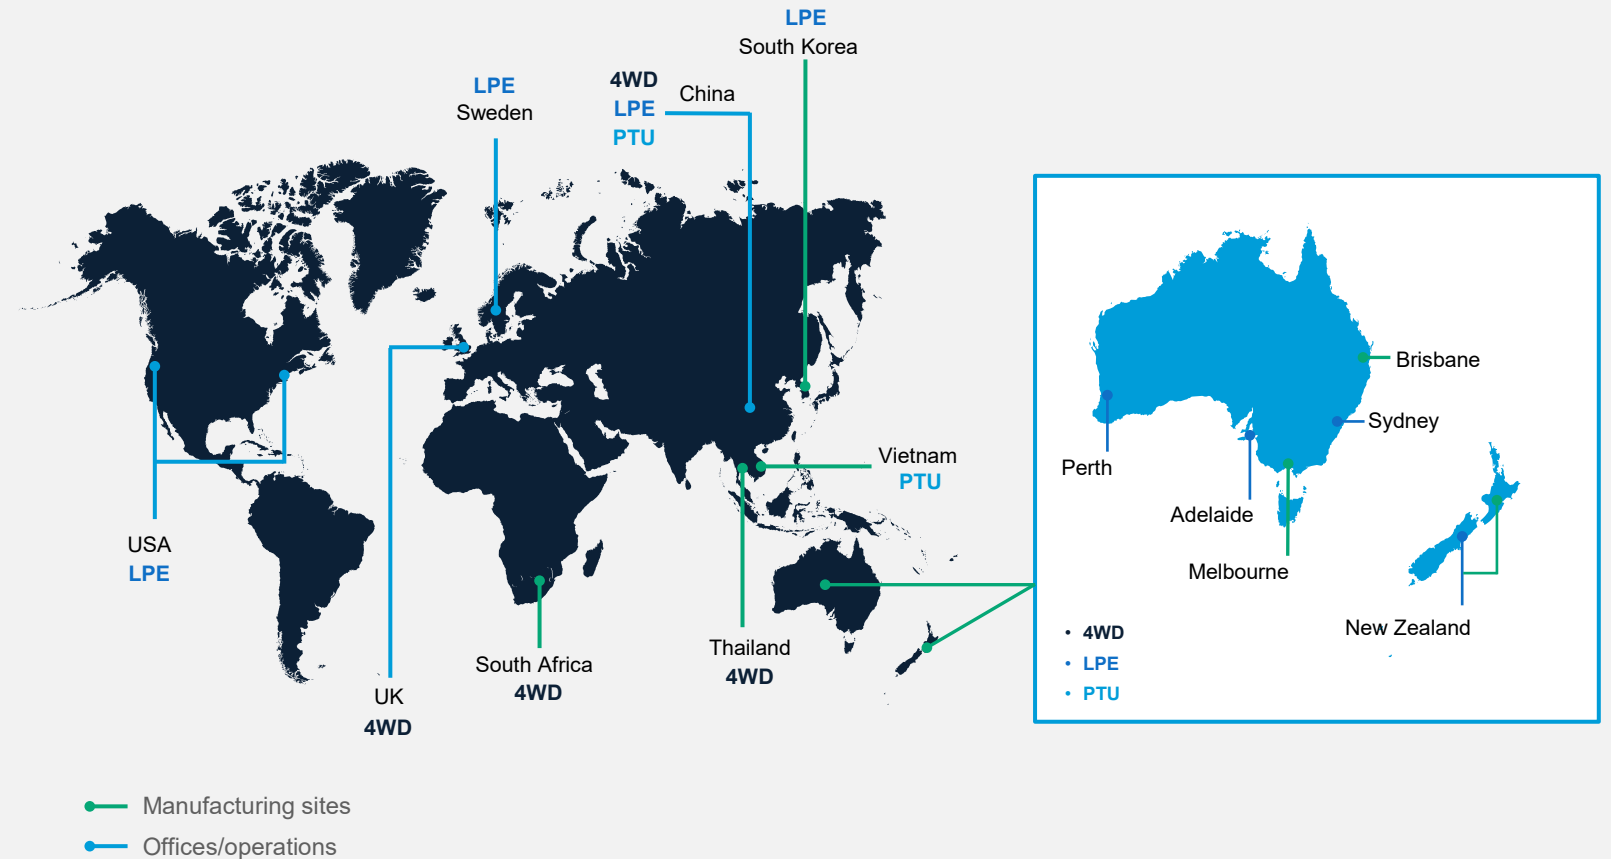 LPE
South Korea
4WD
LPE
PTU
China
LPE
Sweden
USA
LPE
UK
4WD
South Africa
4WD
Thailand
4WD
Vietnam
PTU
Brisbane
Sydney
Perth
Adelaide
Melbourne
New Zealand
• 4WD
• LPE
• PTU
Manufacturing sites
Offices/operations